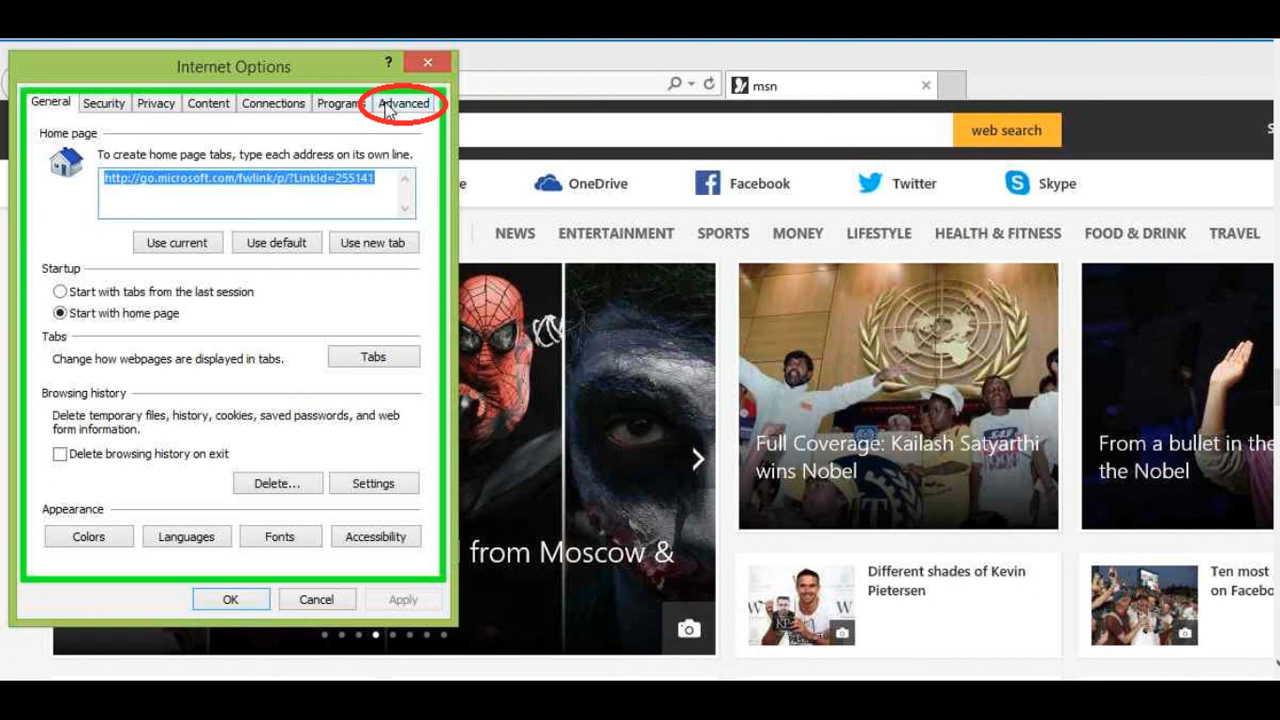 Internet Options
?
General Security Privacy Content Connections Programs Advanced
Home page
To create home page tabs, type each address on its own line.
http://go.microsoft.com/fwlink/p/?LinkId=255141
Use current Use default Use new tab
Startup
Start with tabs from the last session
Start with home page
Tabs
Change how webpages are displayed in tabs.
Tabs
Browsing history
Delete temporary files, history, cookies, saved passwords, and web
form information.
Delete browsing history on exit
Delete... Settings
Appearance
Colors Languages Fonts Accessibility
OK Cancel Apply
msn
web search
OneDrive Facebook Twitter Skype
NEWS ENTERTAINMENT SPORTS MONEY LIFESTYLE HEALTH & FITNESS FOOD & DRINK TRAVEL
from Moscow &
Full Coverage: Kailash Satyarthi
wins Nobel
From a bullet in the
the Nobel
Different shades of Kevin
Pietersen
Ten most
on Facebo